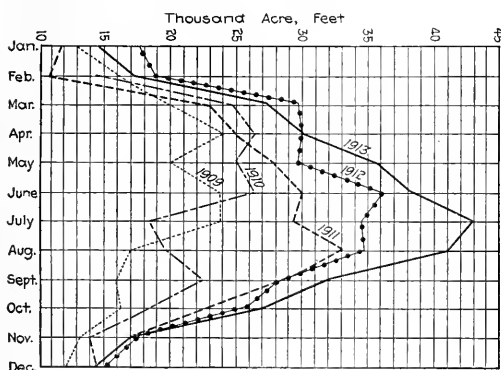 Thousand Acre, Feet
10 15 20 25 30 35 40 45
Jan.
Feb.
Mar.
Apr.
May
June
July
Aug.
Sept.
Oct.
Nov.
Dec.
1913
1912
1909
1910
1911